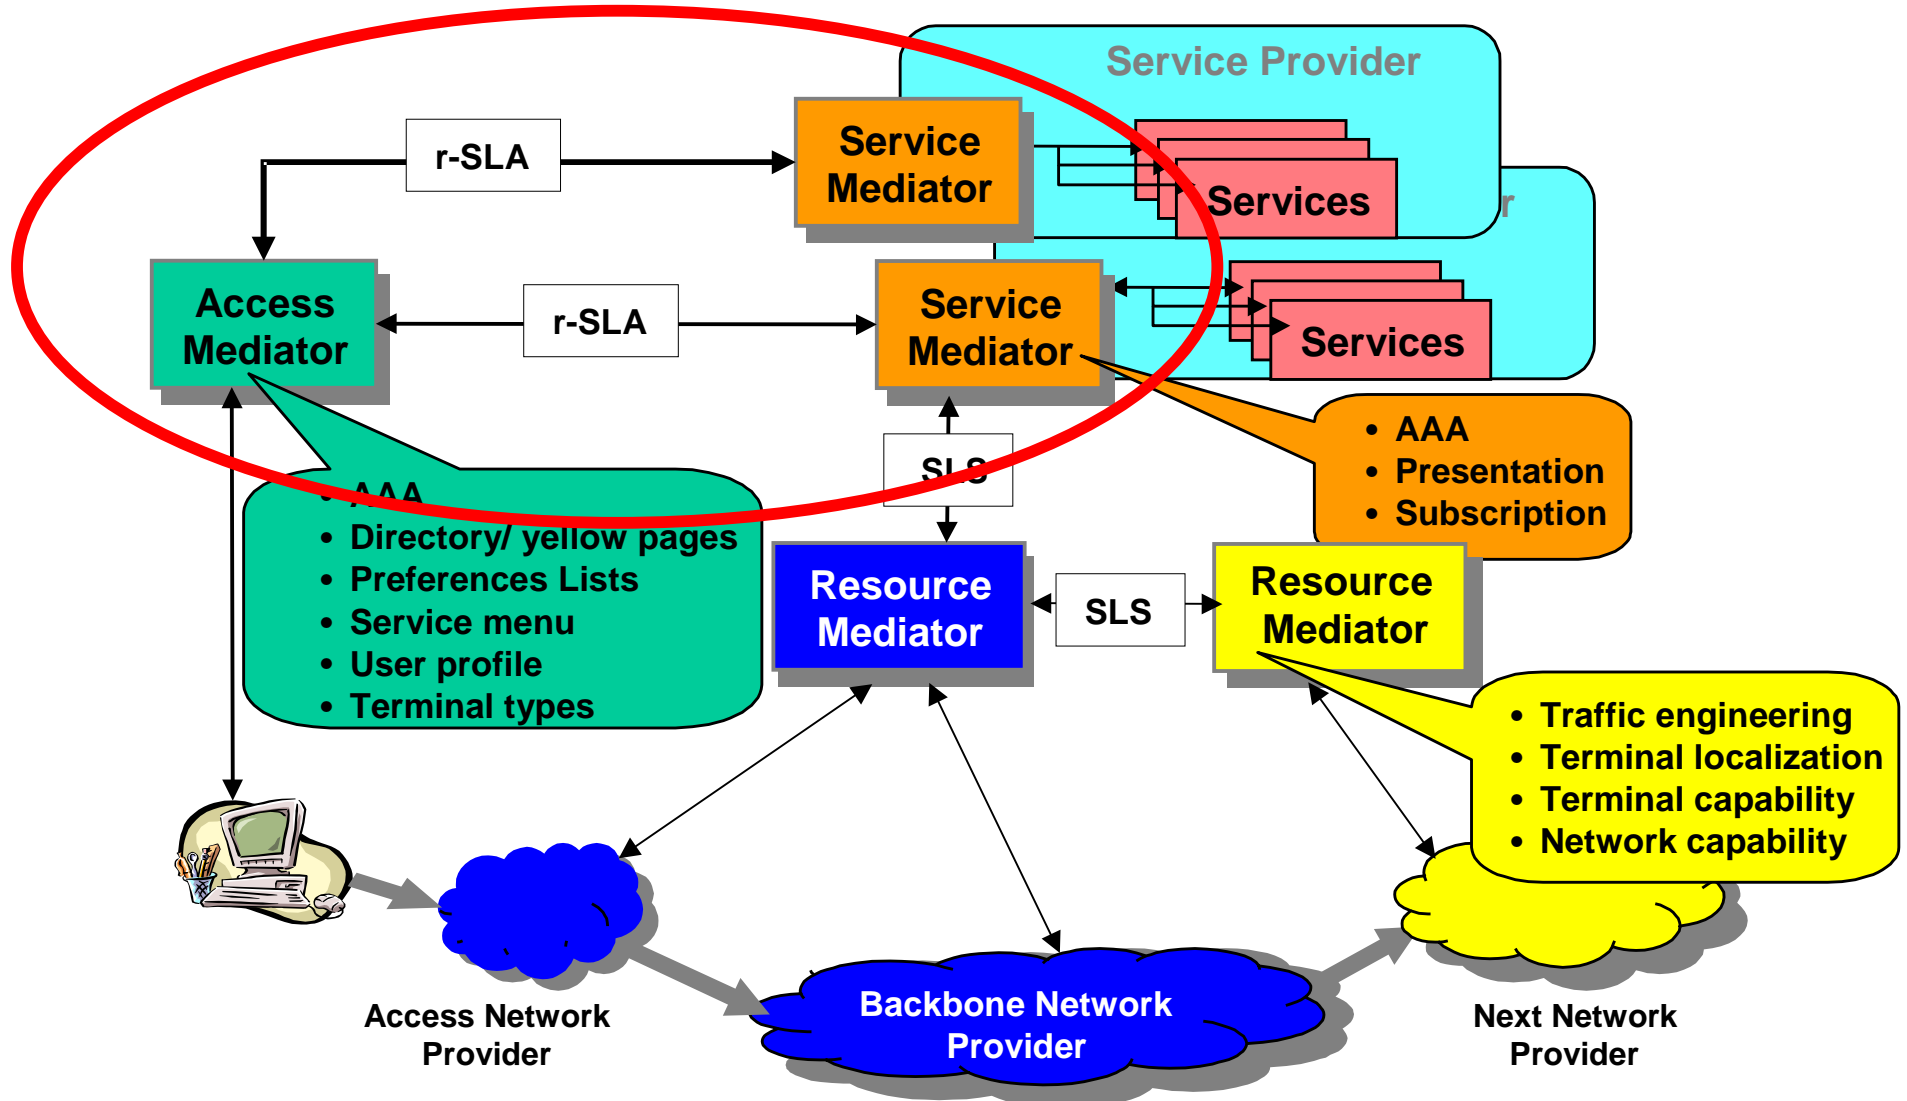 Service Provider
r-SLA
Service
Mediator
Services
r
Access
Mediator
r-SLA
Service
Mediator
Services
• AAA
• Presentation
• Subscription
SLS
• AAA
• Directory/ yellow pages
• Preferences Lists
• Service menu
• User profile
• Terminal types
Resource
Mediator
SLS
Resource
Mediator
• Traffic engineering
• Terminal localization
• Terminal capability
• Network capability
Access Network
Provider
Backbone Network
Provider
Next Network
Provider